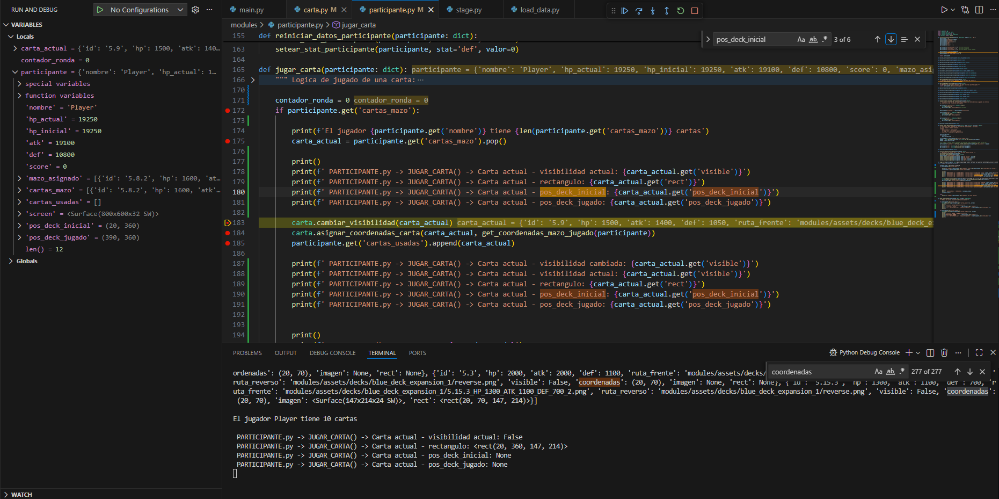 RUN AND DEBUG
No Configurations
VARIABLES
Locals
carta_actual = {'id': '5.9', 'hp': 1500, 'atk': 140...
contador_ronda = 0
participante = {'nombre': 'Player', 'hp_actual': 1...
special variables
function variables
'nombre' = 'Player'
'hp_actual' = 19250
'hp_inicial' = 19250
'atk' = 19100
'def' = 10800
'score' = 0
'mazo_asignado' = [{'id': '5.8.2', 'hp': 1600, 'at...
'cartas_mazo' = [{'id': '5.8.2', 'hp': 1600, 'atk'...
'cartas_usadas' = []
'screen' = <Surface(800x600x32 SW)>
'pos_deck_inicial' = (20, 360)
'pos_deck_jugado' = (390, 360)
len() = 12
Globals
WATCH
main.py
carta.py M
participante.py M
stage.py
load_data.py
modules > participante.py > jugar_carta
pos_deck_inicial Aa ab .* 3 of 6
155 def reiniciar_datos_participante(participante: dict):
163 setear_stat_participante(participante, stat='def', valor=0)
164
165 def jugar_carta(participante: dict): participante = {'nombre': 'Player', 'hp_actual': 19250, 'hp_inicial': 19250, 'atk': 19100, 'def': 10800, 'score': 0, 'mazo_asig
166 """ Logica de jugado de una carta: ...
170
171 contador_ronda = 0 contador_ronda = 0
172 if participante.get('cartas_mazo'):
173
174 print(f'El jugador {participante.get('nombre')} tiene {len(participante.get('cartas_mazo'))} cartas')
175 carta_actual = participante.get('cartas_mazo').pop()
176
177 print()
178 print(f' PARTICIPANTE.py -> JUGAR_CARTA() -> Carta actual - visibilidad actual: {carta_actual.get('visible')}')
179 print(f' PARTICIPANTE.py -> JUGAR_CARTA() -> Carta actual - rectangulo: {carta_actual.get('rect')}')
180 print(f' PARTICIPANTE.py -> JUGAR_CARTA() -> Carta actual - pos_deck_inicial: {carta_actual.get('pos_deck_inicial')}')
181 print(f' PARTICIPANTE.py -> JUGAR_CARTA() -> Carta actual - pos_deck_jugado: {carta_actual.get('pos_deck_jugado')}')
182
183 carta.cambiar_visibilidad(carta_actual) carta_actual = {'id': '5.9', 'hp': 1500, 'atk': 1400, 'def': 1050, 'ruta_frente': 'modules/assets/decks/blue_deck_e
184 carta.asignar_coordenadas_carta(carta_actual, get_coordenadas_mazo_jugado(participante))
185 participante.get('cartas_usadas').append(carta_actual)
186
187 print(f' PARTICIPANTE.py -> JUGAR_CARTA() -> Carta actual - visibilidad cambiada: {carta_actual.get('visible')}')
188 print(f' PARTICIPANTE.py -> JUGAR_CARTA() -> Carta actual - visibilidad actual: {carta_actual.get('visible')}')
189 print(f' PARTICIPANTE.py -> JUGAR_CARTA() -> Carta actual - rectangulo: {carta_actual.get('rect')}')
190 print(f' PARTICIPANTE.py -> JUGAR_CARTA() -> Carta actual - pos_deck_inicial: {carta_actual.get('pos_deck_inicial')}')
191 print(f' PARTICIPANTE.py -> JUGAR_CARTA() -> Carta actual - pos_deck_jugado: {carta_actual.get('pos_deck_jugado')}')
192
193
194 print()
PROBLEMS OUTPUT DEBUG CONSOLE TERMINAL PORTS
Python Debug Console
coordenadas Aa ab .* 277 of 277
ordenadas': (20, 70), 'imagen': None, 'rect': None}, {'id': '5.3', 'hp': 2000, 'atk': 2000, 'def': 1100, 'ruta_frente': 'modules/assets/decks/
ruta_reverso': 'modules/assets/decks/blue_deck_expansion_1/reverse.png', 'visible': False, 'coordenadas': (20, 70), 'imagen': None, 'rect': None}, {'id': '5.15.3', 'hp': 1300, 'atk': 1100, 'def': 700, 'r
uta_frente': 'modules/assets/decks/blue_deck_expansion_1/5.15.3_HP_1300_ATK_1100_DEF_700_2.png', 'ruta_reverso': 'modules/assets/decks/blue_deck_expansion_1/reverse.png', 'visible': False, 'coordenadas':
(20, 70), 'imagen': <Surface(147x214x24 SW)>, 'rect': <rect(20, 70, 147, 214)>}]
El jugador Player tiene 10 cartas
PARTICIPANTE.py -> JUGAR_CARTA() -> Carta actual - visibilidad actual: False
PARTICIPANTE.py -> JUGAR_CARTA() -> Carta actual - rectangulo: <rect(20, 360, 147, 214)>
PARTICIPANTE.py -> JUGAR_CARTA() -> Carta actual - pos_deck_inicial: None
PARTICIPANTE.py -> JUGAR_CARTA() -> Carta actual - pos_deck_jugado: None